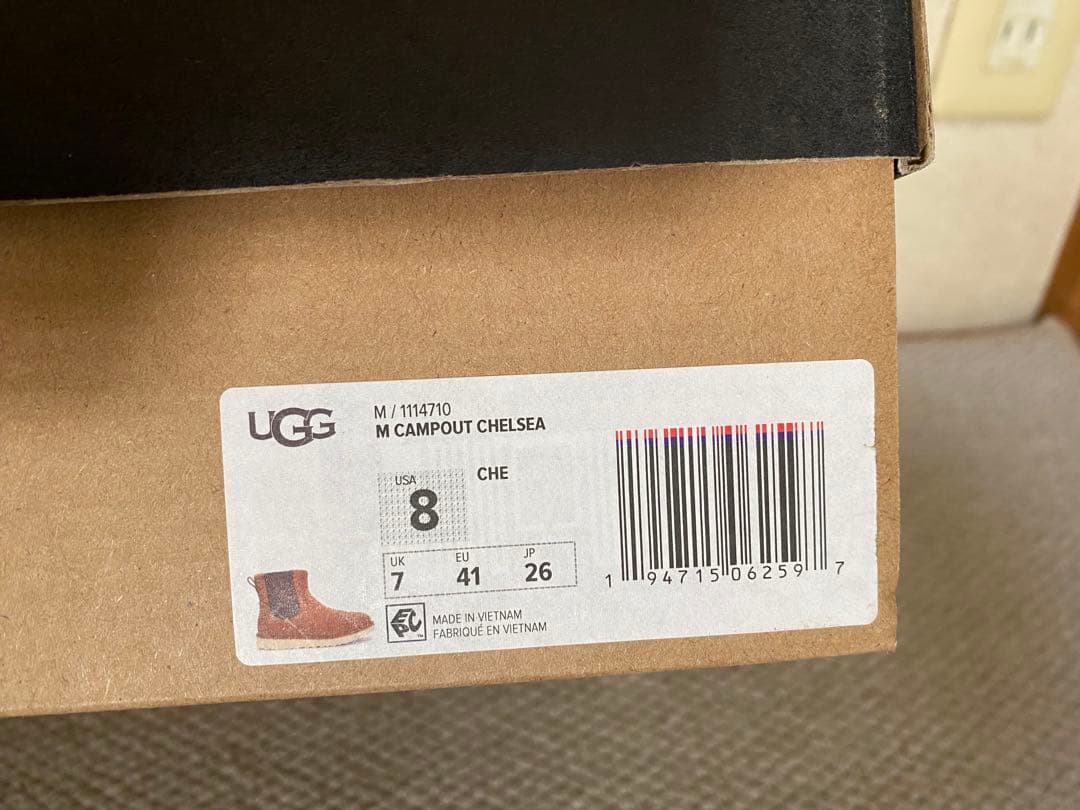 UGG
M / 1114710
M CAMPOUT CHELSEA
USA
8
CHE
UK EU JP
7 41 26
EPC
MADE IN VIETNAM
FABRIQUÉ EN VIETNAM
1 94715 06259 7